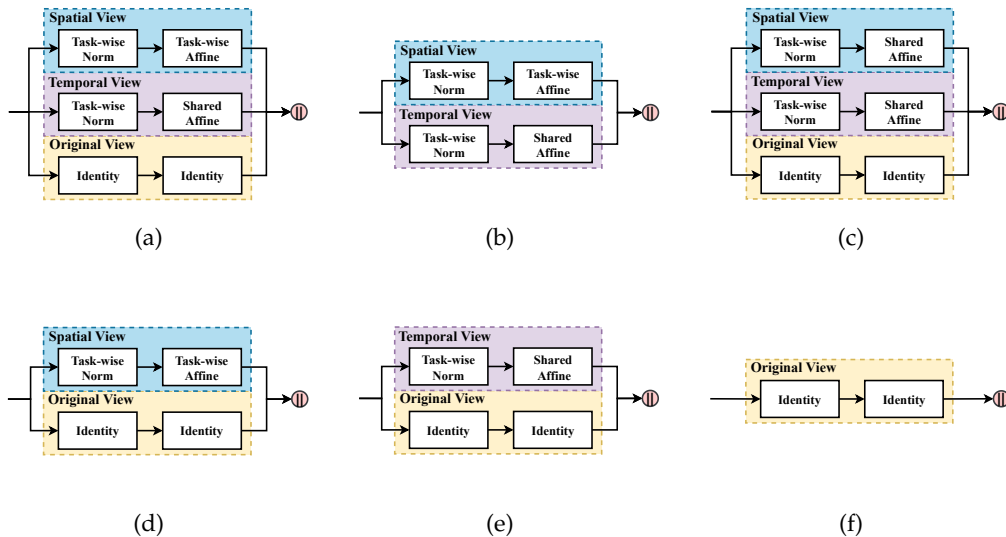 Spatial View
Task-wise Norm
Task-wise Affine
Temporal View
Task-wise Norm
Shared Affine
Original View
Identity
Identity
||
(a)
Spatial View
Task-wise Norm
Task-wise Affine
Temporal View
Task-wise Norm
Shared Affine
||
(b)
Spatial View
Task-wise Norm
Shared Affine
Temporal View
Task-wise Norm
Shared Affine
Original View
Identity
Identity
||
(c)
Spatial View
Task-wise Norm
Task-wise Affine
Original View
Identity
Identity
||
(d)
Temporal View
Task-wise Norm
Shared Affine
Original View
Identity
Identity
||
(e)
Original View
Identity
Identity
||
(f)